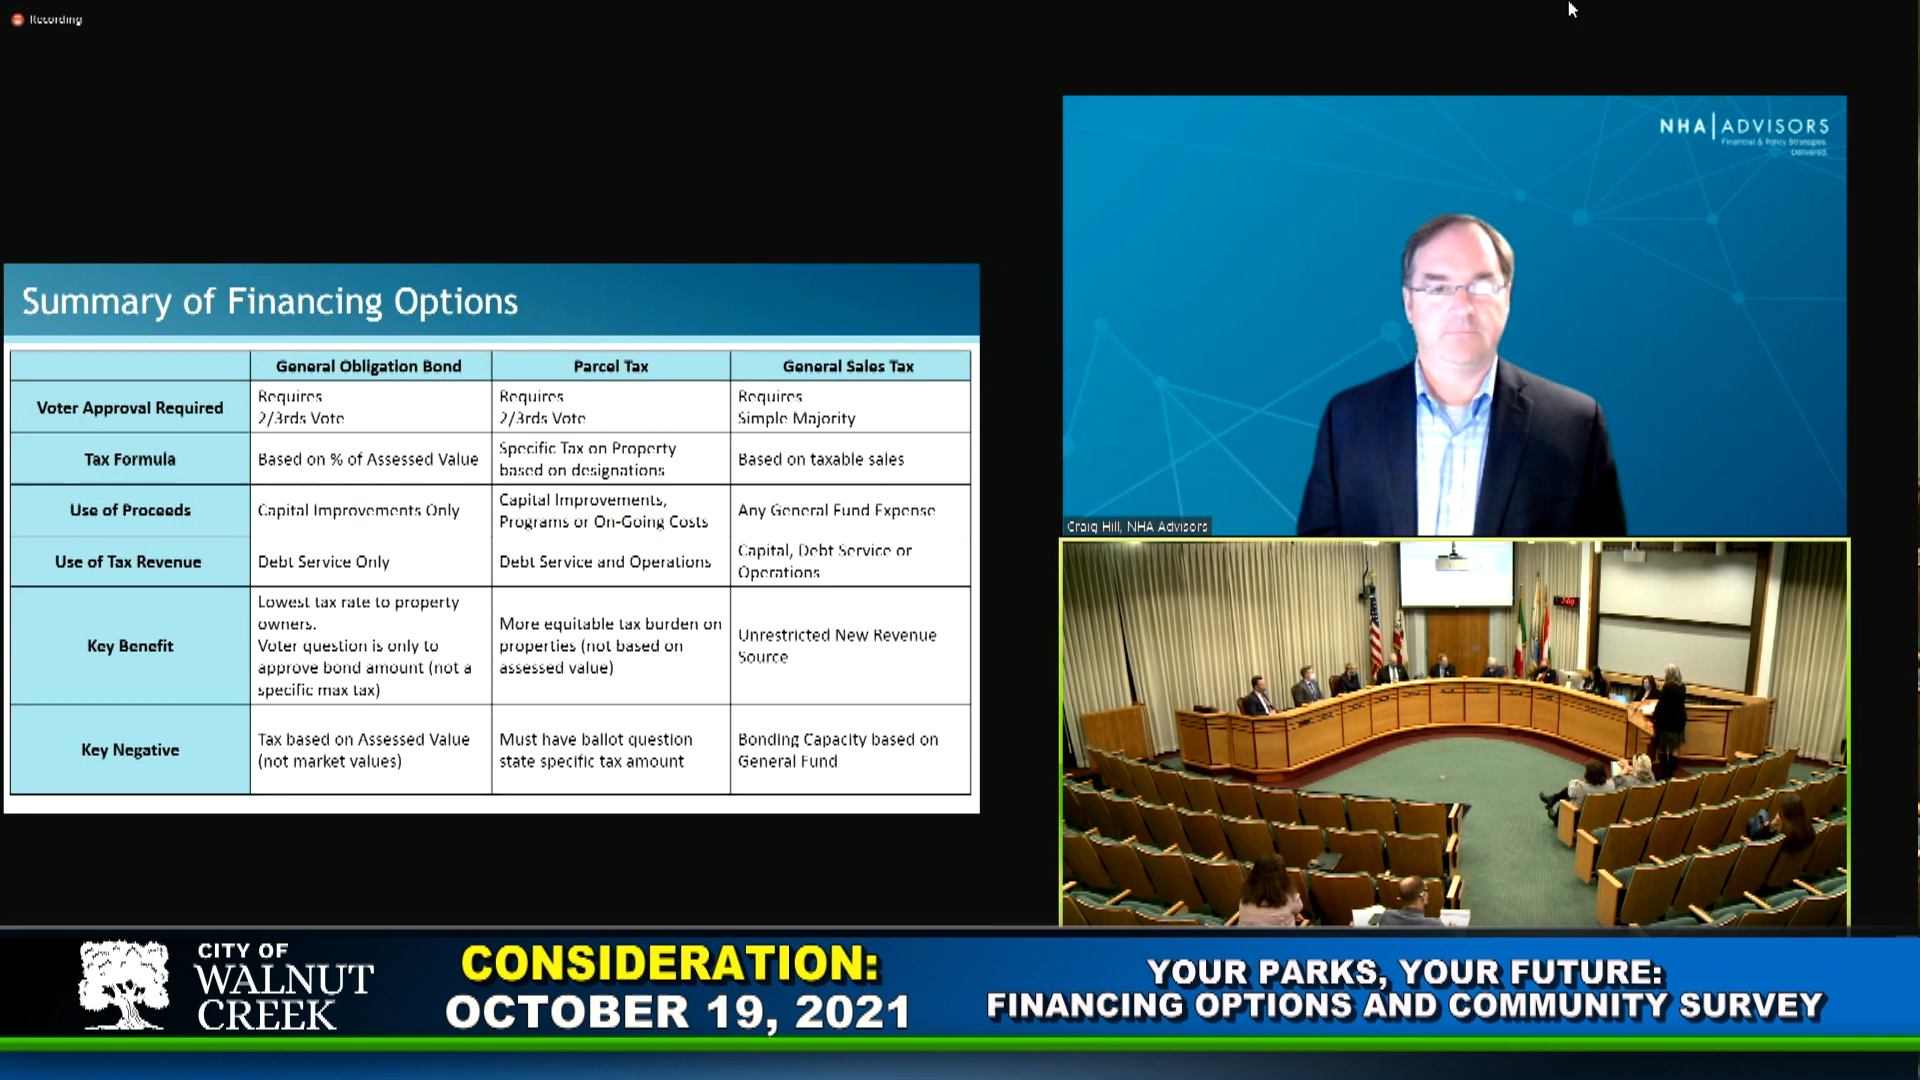 Recording
Summary of Financing Options
General Obligation Bond
Parcel Tax
General Sales Tax
Voter Approval Required
Requires
2/3rds Vote
Requires
2/3rds Vote
Requires
Simple Majority
Tax Formula
Based on % of Assessed Value
Specific Tax on Property
based on designations
Based on taxable sales
Use of Proceeds
Capital Improvements Only
Capital Improvements,
Programs or On-Going Costs
Any General Fund Expense
Use of Tax Revenue
Debt Service Only
Debt Service and Operations
Capital, Debt Service or
Operations
Key Benefit
Lowest tax rate to property
owners.
Voter question is only to
approve bond amount (not a
specific max tax)
More equitable tax burden on
properties (not based on
assessed value)
Unrestricted New Revenue
Source
Key Negative
Tax based on Assessed Value
(not market values)
Must have ballot question
state specific tax amount
Bonding Capacity based on
General Fund
NHA|ADVISORS
Financial & Policy Strategies.
Delivered.
Craig Hill, NHA Advisors
CITY OF
WALNUT
CREEK
CONSIDERATION:
OCTOBER 19, 2021
YOUR PARKS, YOUR FUTURE:
FINANCING OPTIONS AND COMMUNITY SURVEY